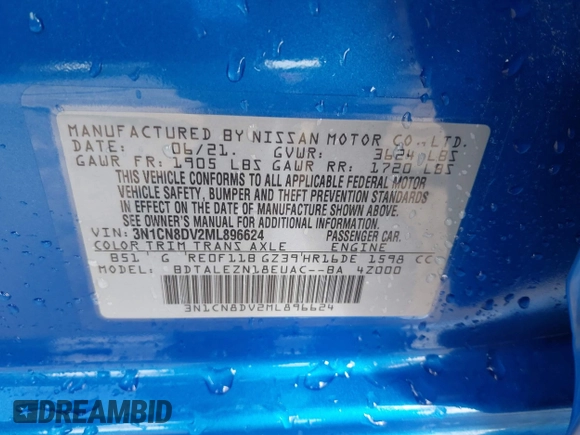 MANUFACTURED BY NISSAN MOTOR CO., LTD.
DATE: 06/21. GVWR: 3624 LBS
GAWR FR: 1905 LBS GAWR RR: 1720 LBS
THIS VEHICLE CONFORMS TO ALL APPLICABLE FEDERAL MOTOR
VEHICLE SAFETY, BUMPER AND THEFT PREVENTION STANDARDS
IN EFFECT ON THE DATE OF MANUFACTURE SHOWN ABOVE.
SEE OWNER'S MANUAL FOR ADDITIONAL INFORMATION.
VIN: 3N1CN8DV2ML896624 PASSENGER CAR.
COLOR TRIM TRANS AXLE ENGINE
B51 G RE0F11B GZ39 HR16DE 1598 CC
MODEL: BDTALEZN18EUAC--BA 4Z000
3N1CN8DV2ML896624
DREAMBID